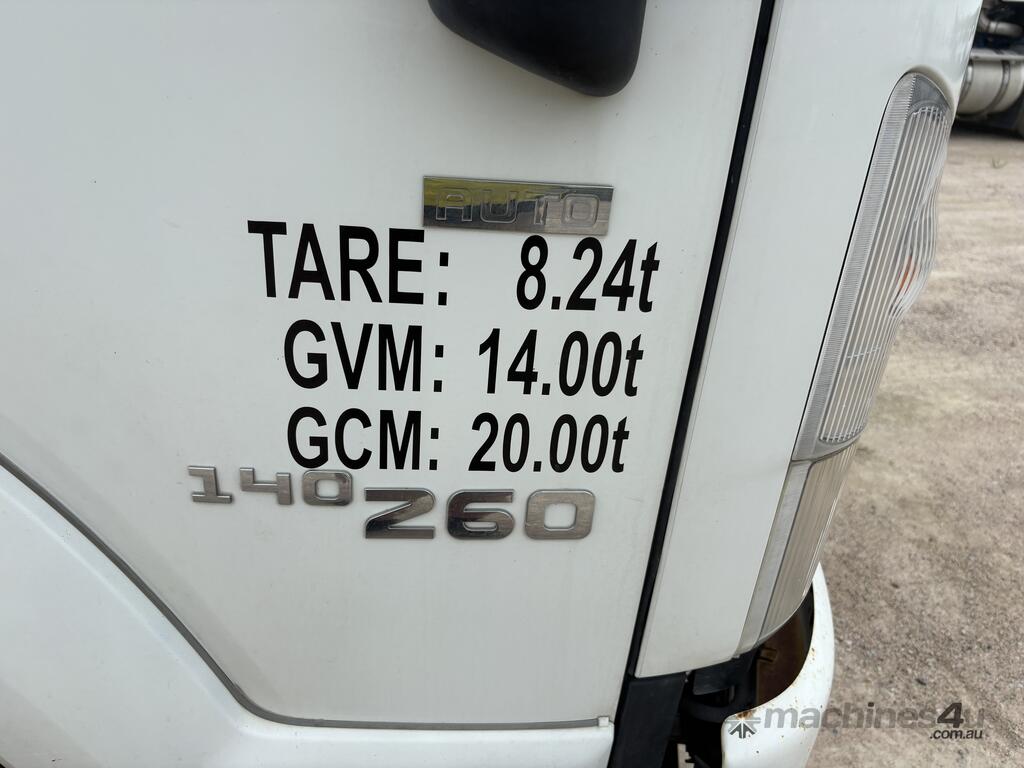 AUTO
TARE: 8.24t
GVM: 14.00t
GCM: 20.00t
140 260
machines4u
.com.au